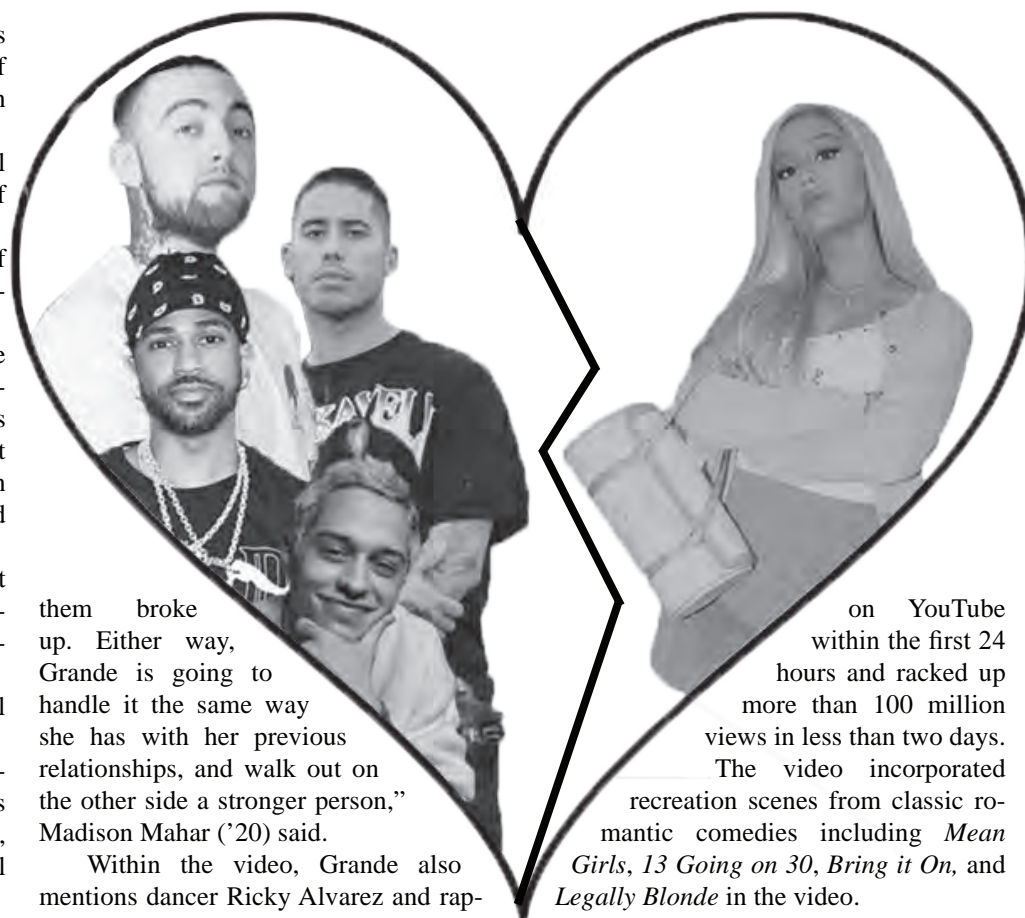 them broke
up. Either way,
Grande is going to
handle it the same way
she has with her previous
relationships, and walk out on
the other side a stronger person,”
Madison Mahar (’20) said.
Within the video, Grande also
mentions dancer Ricky Alvarez and rap-
on YouTube
within the first 24
hours and racked up
more than 100 million
views in less than two days.
The video incorporated
recreation scenes from classic ro-
mantic comedies including Mean
Girls, 13 Going on 30, Bring it On, and
Legally Blonde in the video.